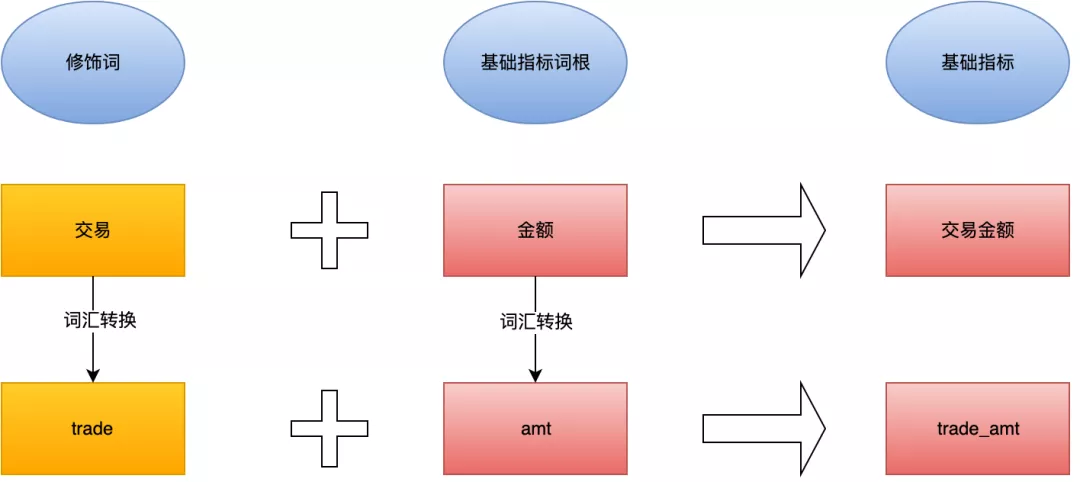 修饰词
基础指标词根
基础指标
交易
金额
交易金额
词汇转换
词汇转换
trade
amt
trade_amt